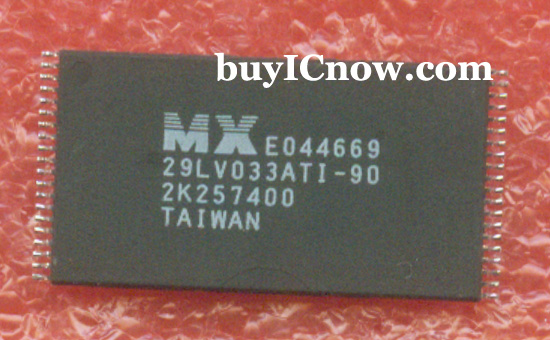 buyICnow.com
MX E044669
29LV033ATI-90
2K257400
TAIWAN